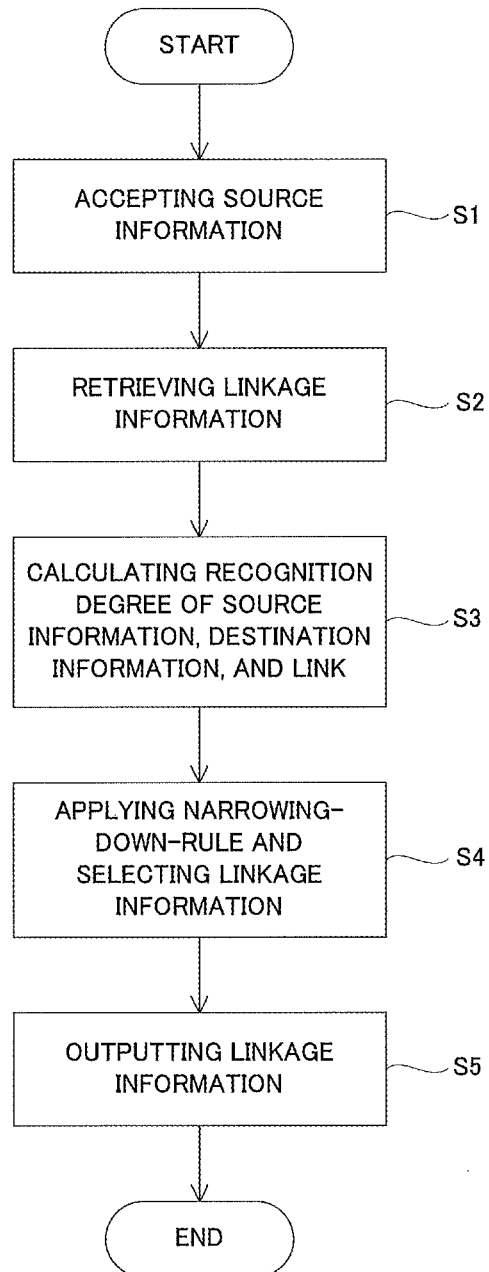 START
ACCEPTING SOURCE
INFORMATION
S1
RETRIEVING LINKAGE
INFORMATION
S2
CALCULATING RECOGNITION
DEGREE OF SOURCE
INFORMATION, DESTINATION
INFORMATION, AND LINK
S3
APPLYING NARROWING-
DOWN-RULE AND
SELECTING LINKAGE
INFORMATION
S4
OUTPUTTING LINKAGE
INFORMATION
S5
END